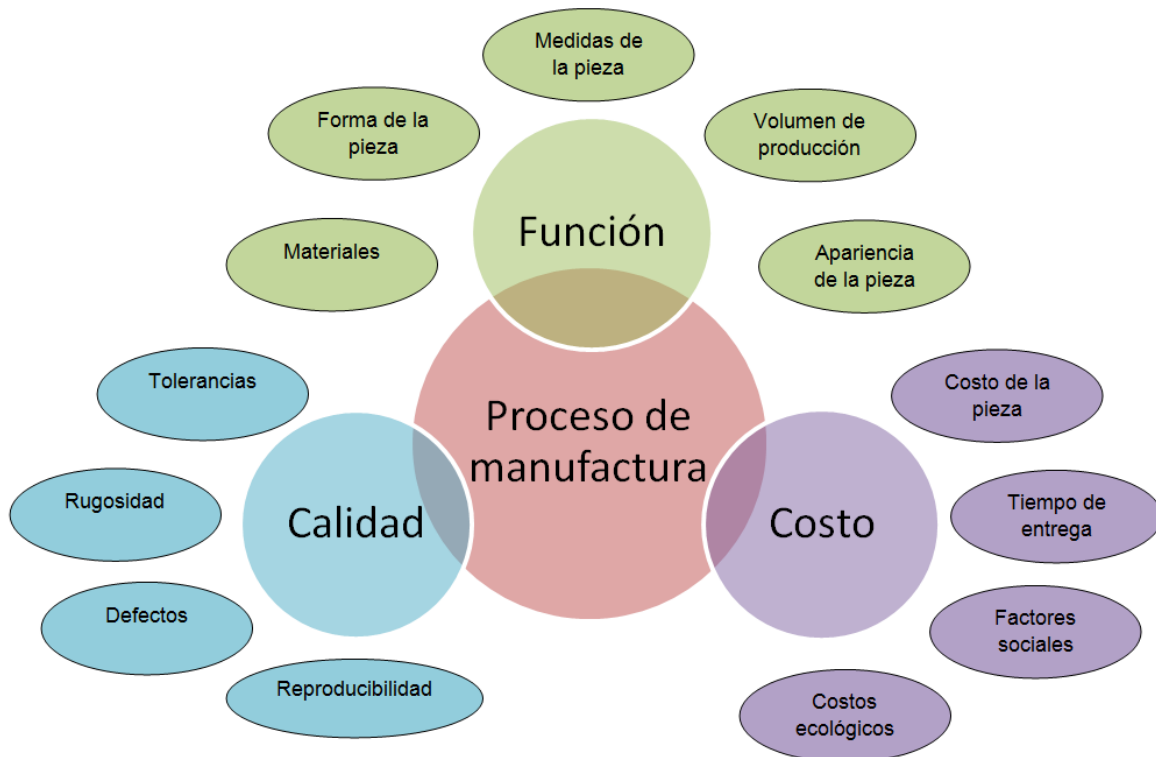 Medidas de
la pieza
Forma de la
pieza
Volumen de
producción
Función
Materiales
Apariencia
de la pieza
Tolerancias
Costo de la
pieza
Proceso de
manufactura
Rugosidad
Calidad
Costo
Tiempo de
entrega
Defectos
Factores
sociales
Reproducibilidad
Costos
ecológicos